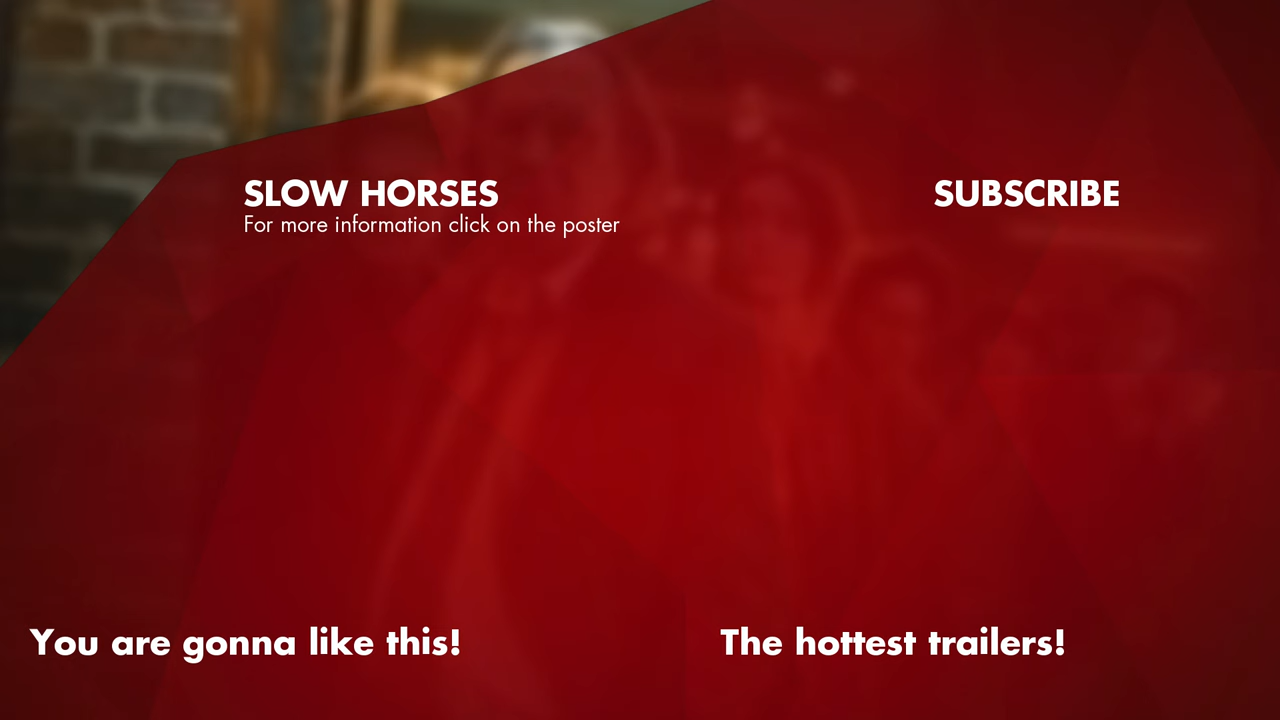 SLOW HORSES
For more information click on the poster
SUBSCRIBE
You are gonna like this!
The hottest trailers!